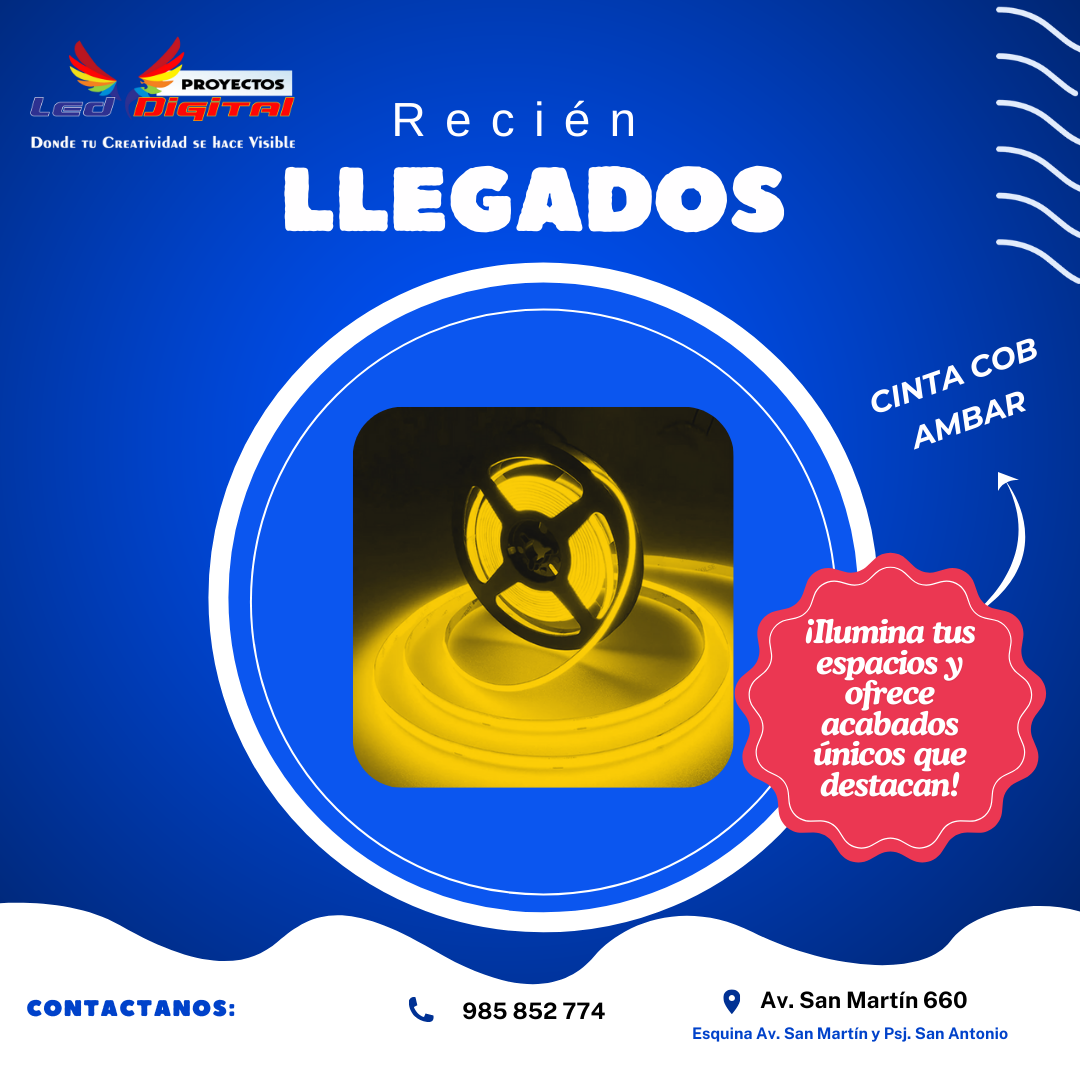 PROYECTOS
Led Digital
Donde tu Creatividad se hace Visible
Recién
LLEGADOS
CINTA COB
AMBAR
¡Ilumina tus
espacios y
ofrece
acabados
únicos que
destacan!
CONTACTANOS:
985 852 774
Av. San Martín 660
Esquina Av. San Martín y Psj. San Antonio